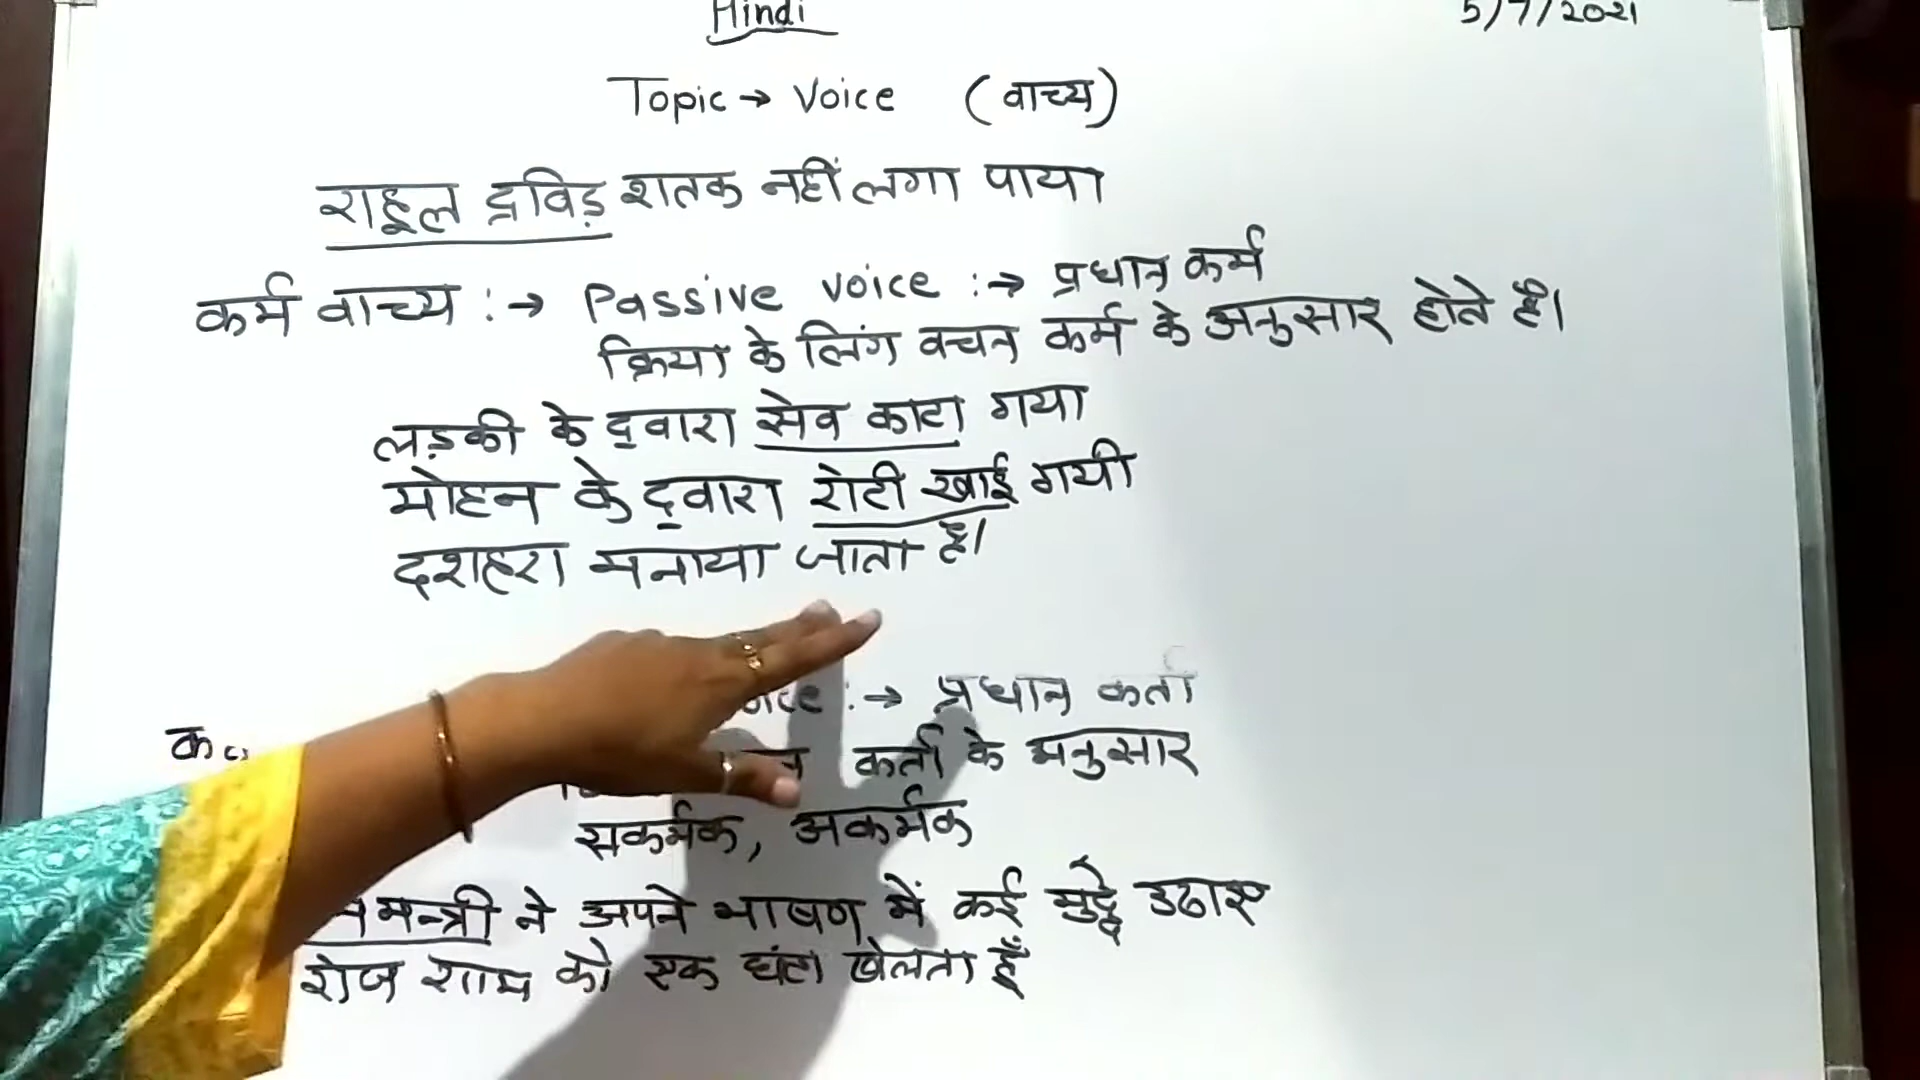 Hindi
5/7/2021
Topic → Voice (वाच्य)
राहूल द्रविड़ शतक नहीं लगा पाया
कर्म वाच्य :→ Passive voice :→ प्रधान कर्म
क्रिया के लिंग वचन कर्म के अनुसार होते हैं।
लड़की के द्वारा सेव काटा गया
मोहन के द्वारा रोटी खाई गयी
दशहरा मनाया जाता है।
:→ प्रधान कर्ता
कर्ता के अनुसार
सकर्मक, अकर्मक
ने अपने भाषण में कई मुद्दे उठाए
रोज शाम को एक घंटा खेलता हूँ